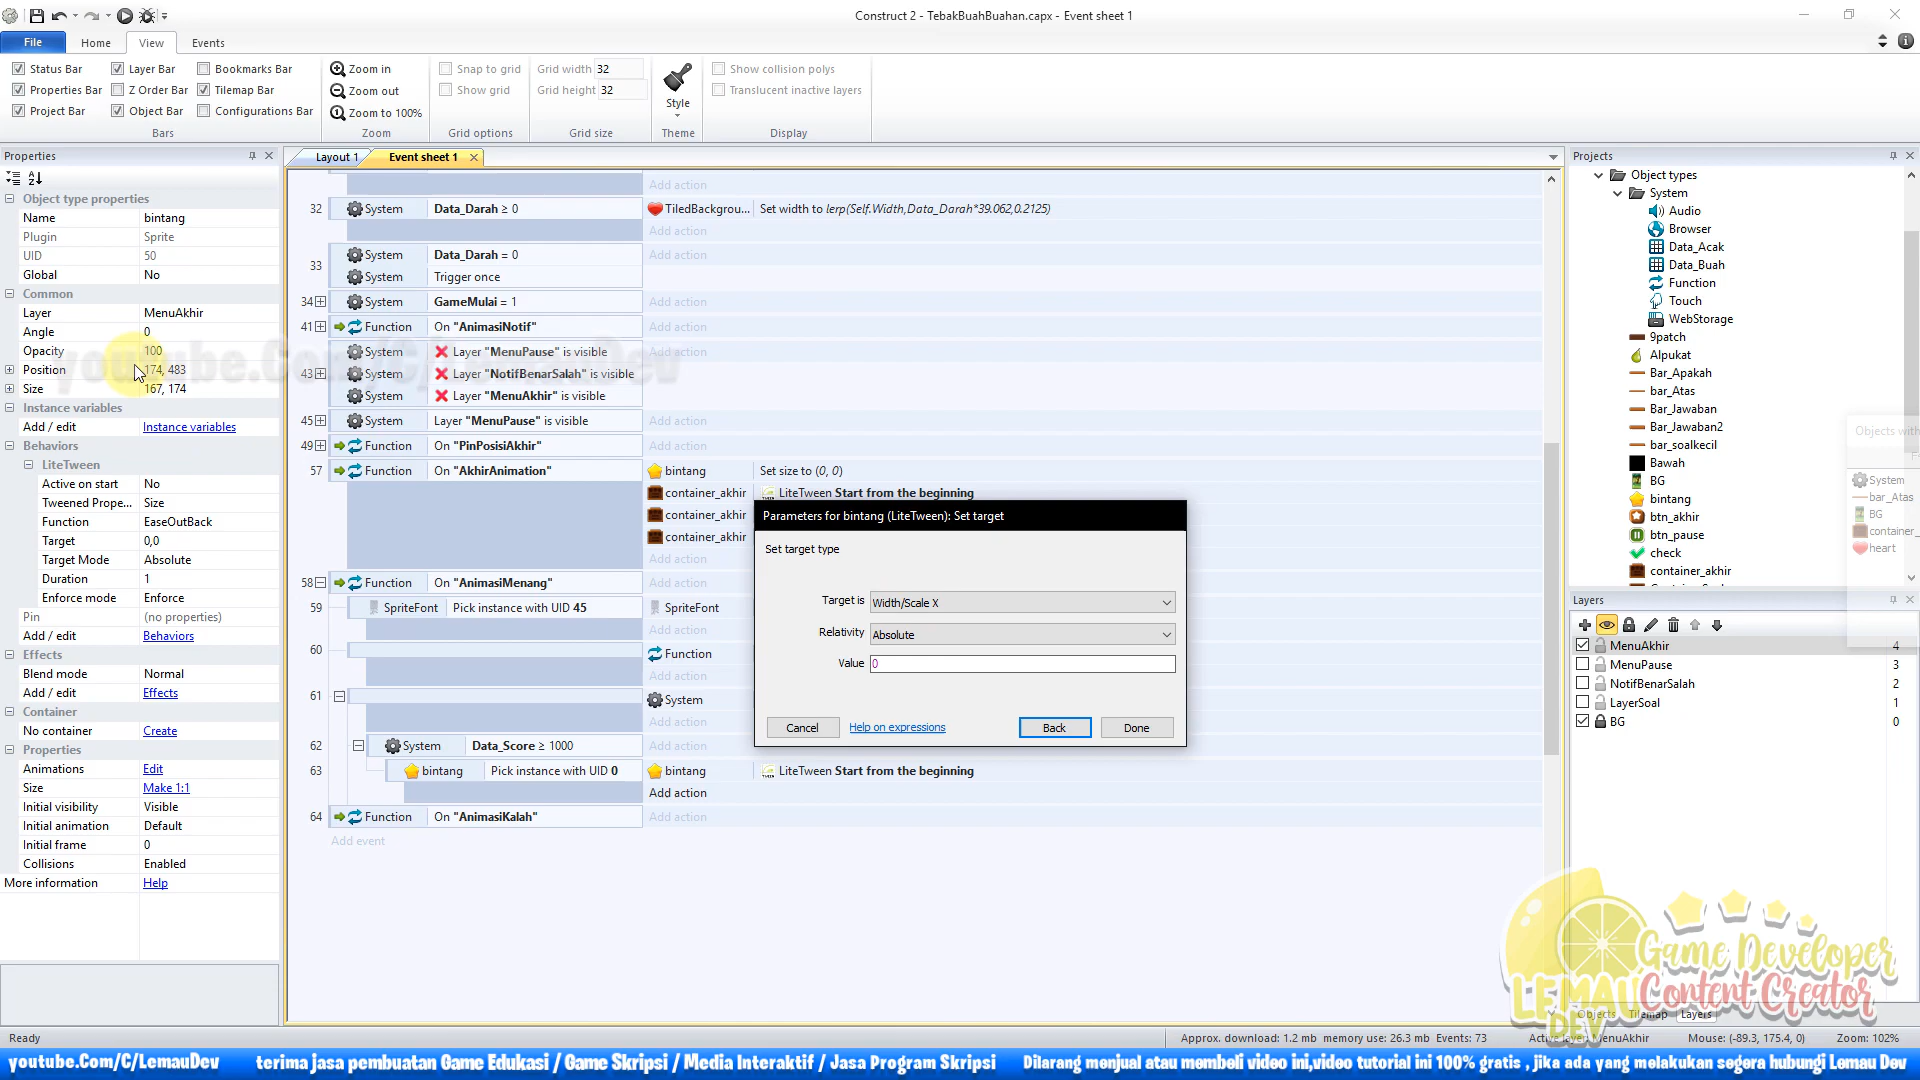 Construct 2 - TebakBuahBuahan.capx - Event sheet 1
File Home View Events
Status Bar Layer Bar Bookmarks Bar Zoom in Snap to grid Grid width 32 Show collision polys
Properties Bar Z Order Bar Tilemap Bar Zoom out Show grid Grid height 32 Translucent inactive layers
Project Bar Object Bar Configurations Bar Zoom to 100% Style
Bars Zoom Grid options Grid size Theme Display
Properties
Object type properties
Name bintang
Plugin Sprite
UID 50
Global No
Common
Layer MenuAkhir
Angle 0
Opacity 100
Position 174, 483
Size 167, 174
Instance variables
Add / edit Instance variables
Behaviors
LiteTween
Active on start No
Tweened Prope... Size
Function EaseOutBack
Target 0,0
Target Mode Absolute
Duration 1
Enforce mode Enforce
Pin (no properties)
Add / edit Behaviors
Effects
Blend mode Normal
Add / edit Effects
Container
No container Create
Properties
Animations Edit
Size Make 1:1
Initial visibility Visible
Initial animation Default
Initial frame 0
Collisions Enabled
More information Help
Layout 1 Event sheet 1
Add action
32 System Data_Darah ≥ 0 TiledBackgrou... Set width to lerp(Self.Width,Data_Darah*39.062,0.2125)
Add action
33 System Data_Darah = 0 Add action
System Trigger once
34 System GameMulai = 1 Add action
41 Function On "AnimasiNotif" Add action
System Layer "MenuPause" is visible
43 System Layer "NotifBenarSalah" is visible
System Layer "MenuAkhir" is visible
45 System Layer "MenuPause" is visible Add action
49 Function On "PinPosisiAkhir" Add action
57 Function On "AkhirAnimation" bintang Set size to (0, 0)
container_akhir LiteTween Start from the beginning
container_akhir
container_akhir
Add action
58 Function On "AnimasiMenang" Add action
59 SpriteFont Pick instance with UID 45 SpriteFont
Add action
60 Function
Add action
61 System
Add action
62 System Data_Score ≥ 1000 Add action
63 bintang Pick instance with UID 0 bintang LiteTween Start from the beginning
Add action
64 Function On "AnimasiKalah" Add action
Add event
youtube.Com/C/LemauDev
Parameters for bintang (LiteTween): Set target
Set target type
Target is Width/Scale X
Relativity Absolute
Value 0
Cancel Help on expressions Back Done
Projects
Object types
System
Audio
Browser
Data_Acak
Data_Buah
Function
Touch
WebStorage
9patch
Alpukat
Bar_Apakah
bar_Atas
Bar_Jawaban
Bar_Jawaban2
bar_soalkecil
Bawah
BG
bintang
btn_akhir
btn_pause
check
container_akhir
Objects with
System
bar_Atas
BG
container_
heart
Layers
MenuAkhir 4
MenuPause 3
NotifBenarSalah 2
LayerSoal 1
BG 0
Game Developer
Content Creator
LEMAU
DEV
Objects Tilemap Layers
Ready Approx. download: 1.2 mb memory use: 26.3 mb Events: 73 Active layer: MenuAkhir Mouse: (-89.3, 175.4, 0) Zoom: 102%
youtube.Com/C/LemauDev terima jasa pembuatan Game Edukasi / Game Skripsi / Media Interaktif / Jasa Program Skripsi Dilarang menjual atau membeli video ini,video tutorial ini 100% gratis , jika ada yang melakukan segera hubungi Lemau Dev